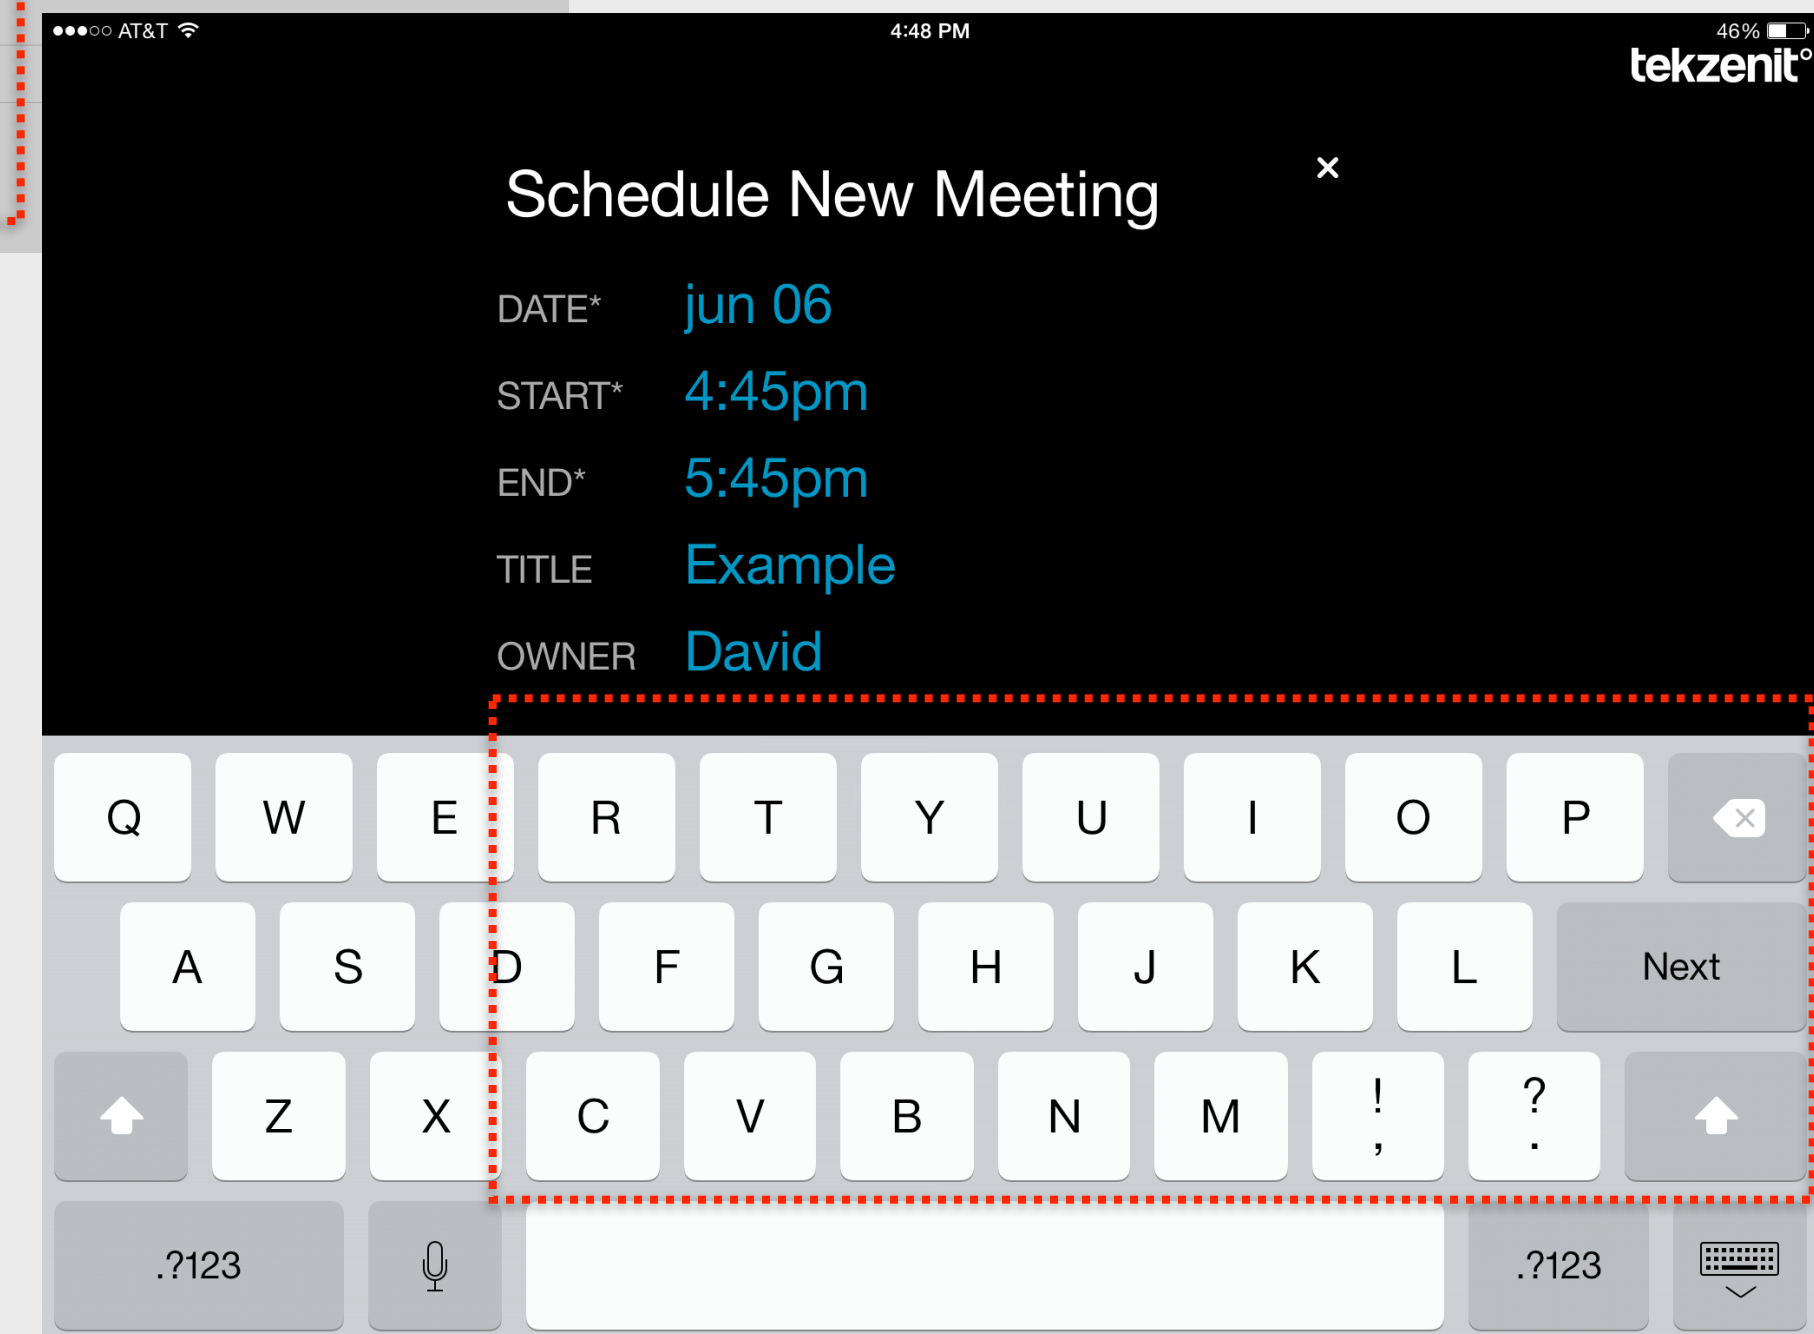 AT&T 4:48 PM 46%
tekzenit
Schedule New Meeting
DATE* jun 06
START* 4:45pm
END* 5:45pm
TITLE Example
OWNER David
Q W E R T Y U I O P
A S D F G H J K L Next
Z X C V B N M ! , ? .
.?123 .?123